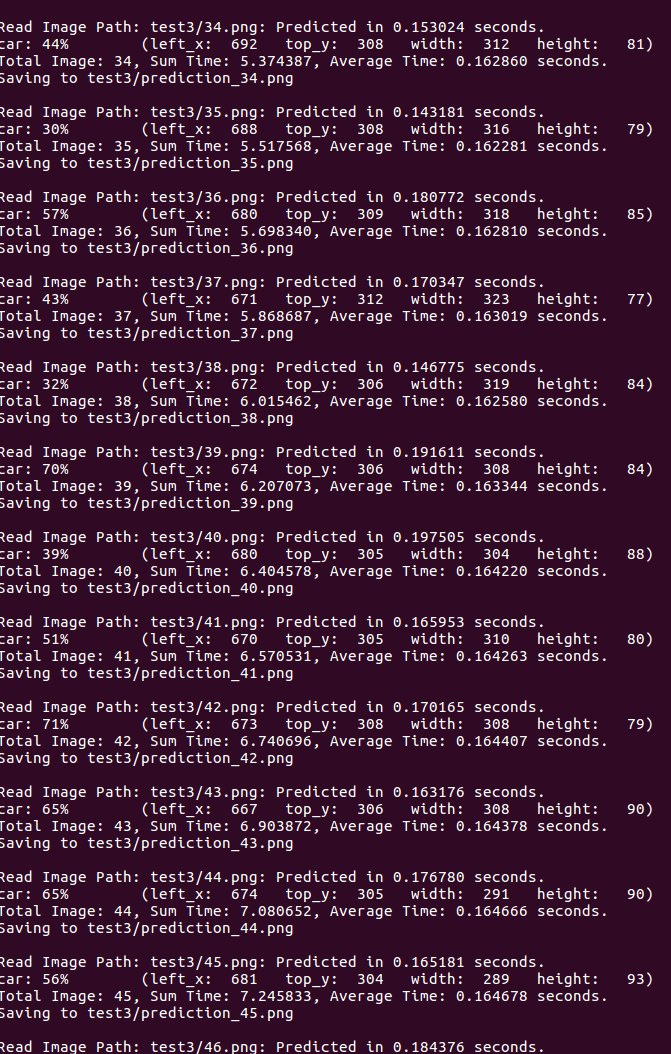 Read Image Path: test3/34.png: Predicted in 0.153024 seconds.
car: 44% (left_x: 692 top_y: 308 width: 312 height: 81)
Total Image: 34, Sum Time: 5.374387, Average Time: 0.162860 seconds.
Saving to test3/prediction_34.png
Read Image Path: test3/35.png: Predicted in 0.143181 seconds.
car: 30% (left_x: 688 top_y: 308 width: 316 height: 79)
Total Image: 35, Sum Time: 5.517568, Average Time: 0.162281 seconds.
Saving to test3/prediction_35.png
Read Image Path: test3/36.png: Predicted in 0.180772 seconds.
car: 57% (left_x: 680 top_y: 309 width: 318 height: 85)
Total Image: 36, Sum Time: 5.698340, Average Time: 0.162810 seconds.
Saving to test3/prediction_36.png
Read Image Path: test3/37.png: Predicted in 0.170347 seconds.
car: 43% (left_x: 671 top_y: 312 width: 323 height: 77)
Total Image: 37, Sum Time: 5.868687, Average Time: 0.163019 seconds.
Saving to test3/prediction_37.png
Read Image Path: test3/38.png: Predicted in 0.146775 seconds.
car: 32% (left_x: 672 top_y: 306 width: 319 height: 84)
Total Image: 38, Sum Time: 6.015462, Average Time: 0.162580 seconds.
Saving to test3/prediction_38.png
Read Image Path: test3/39.png: Predicted in 0.191611 seconds.
car: 70% (left_x: 674 top_y: 306 width: 308 height: 84)
Total Image: 39, Sum Time: 6.207073, Average Time: 0.163344 seconds.
Saving to test3/prediction_39.png
Read Image Path: test3/40.png: Predicted in 0.197505 seconds.
car: 39% (left_x: 680 top_y: 305 width: 304 height: 88)
Total Image: 40, Sum Time: 6.404578, Average Time: 0.164220 seconds.
Saving to test3/prediction_40.png
Read Image Path: test3/41.png: Predicted in 0.165953 seconds.
car: 51% (left_x: 670 top_y: 305 width: 310 height: 80)
Total Image: 41, Sum Time: 6.570531, Average Time: 0.164263 seconds.
Saving to test3/prediction_41.png
Read Image Path: test3/42.png: Predicted in 0.170165 seconds.
car: 71% (left_x: 673 top_y: 308 width: 308 height: 79)
Total Image: 42, Sum Time: 6.740696, Average Time: 0.164407 seconds.
Saving to test3/prediction_42.png
Read Image Path: test3/43.png: Predicted in 0.163176 seconds.
car: 65% (left_x: 667 top_y: 306 width: 308 height: 90)
Total Image: 43, Sum Time: 6.903872, Average Time: 0.164378 seconds.
Saving to test3/prediction_43.png
Read Image Path: test3/44.png: Predicted in 0.176780 seconds.
car: 65% (left_x: 674 top_y: 305 width: 291 height: 90)
Total Image: 44, Sum Time: 7.080652, Average Time: 0.164666 seconds.
Saving to test3/prediction_44.png
Read Image Path: test3/45.png: Predicted in 0.165181 seconds.
car: 56% (left_x: 681 top_y: 304 width: 289 height: 93)
Total Image: 45, Sum Time: 7.245833, Average Time: 0.164678 seconds.
Saving to test3/prediction_45.png
Read Image Path: test3/46.png: Predicted in 0.184376 seconds.